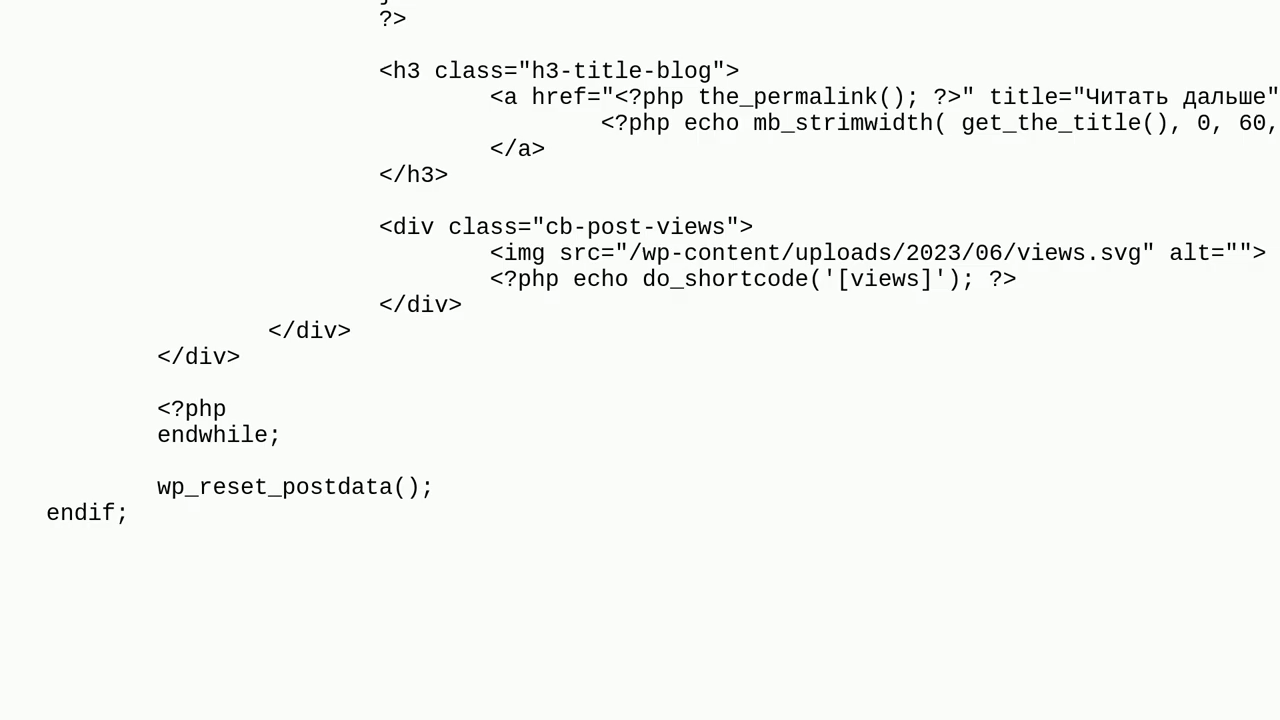 ?>
<h3 class="h3-title-blog">
<a href="<?php the_permalink(); ?>" title="Читать дальше"
<?php echo mb_strimwidth( get_the_title(), 0, 60,
</a>
</h3>
<div class="cb-post-views">
<img src="/wp-content/uploads/2023/06/views.svg" alt="">
<?php echo do_shortcode('[views]'); ?>
</div>
</div>
</div>
<?php
endwhile;
wp_reset_postdata();
endif;